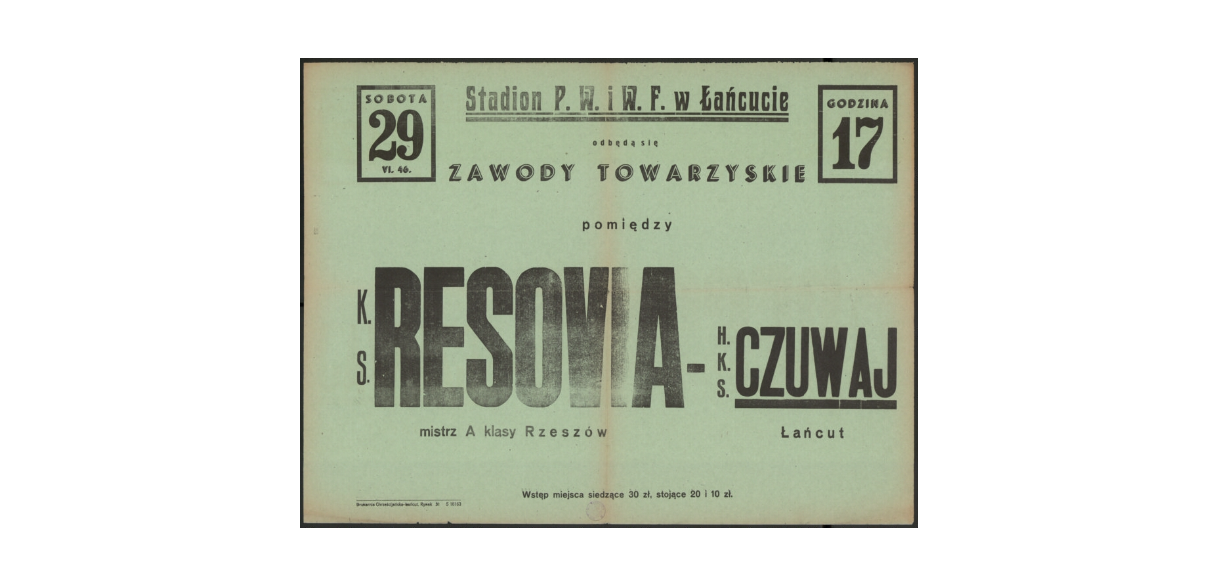 SOBOTA
29
VI. 46.
Stadion P. W. i W. F. w Łańcucie
odbędą się
ZAWODY TOWARZYSKIE
GODZINA
17
pomiędzy
K. S. RESOVIA - H. K. S. CZUWAJ
mistrz A klasy Rzeszów
Łańcut
Wstęp miejsca siedzące 30 zł, stojące 20 i 10 zł.